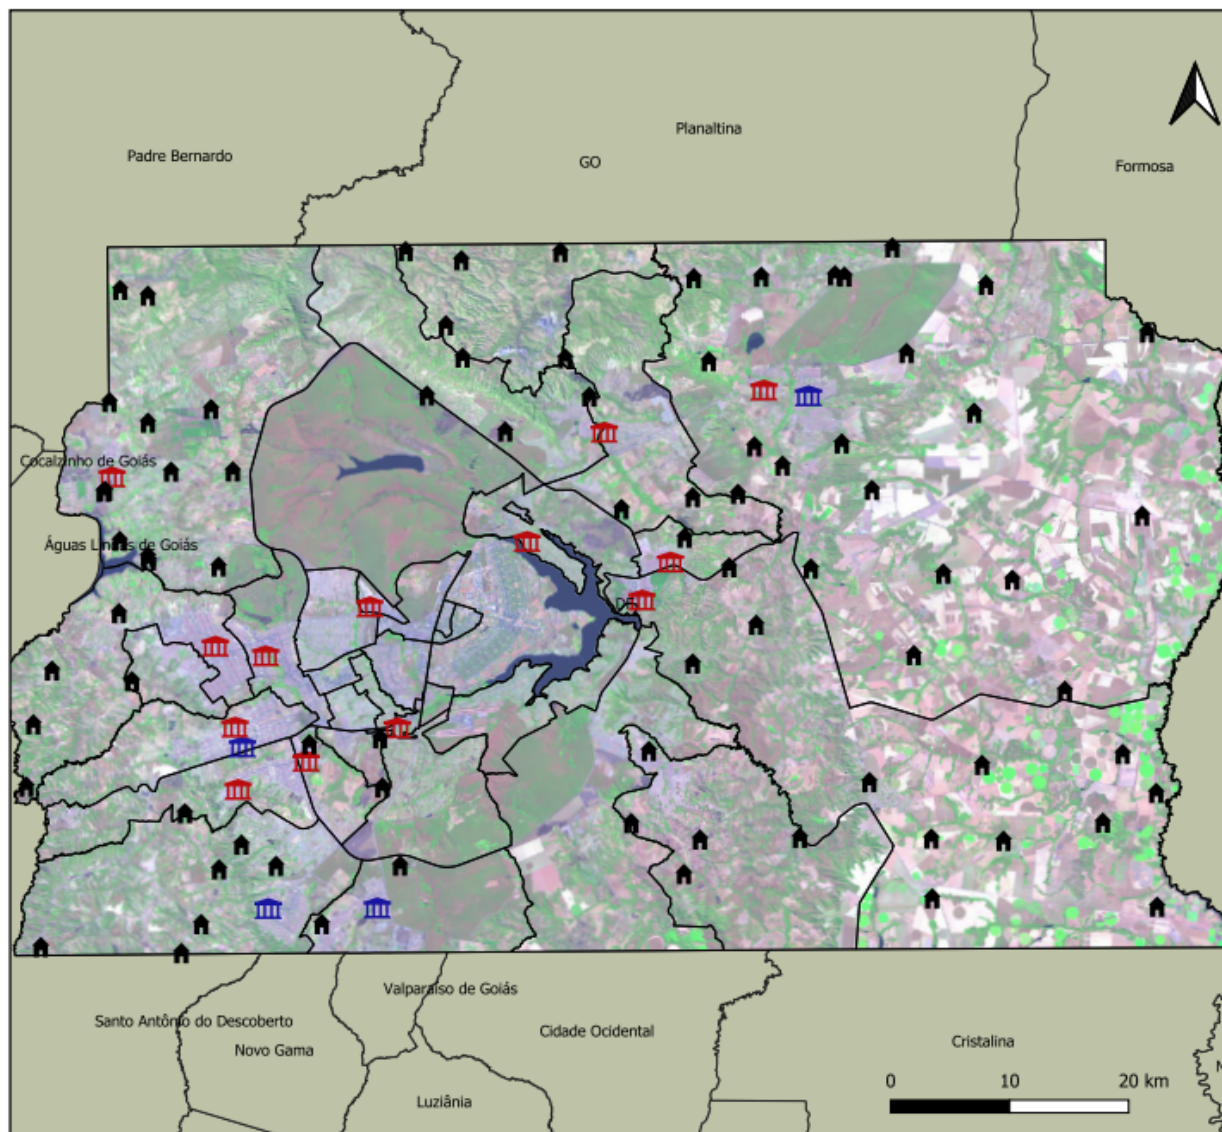 Planaltina
Padre Bernardo
GO
Formosa
Cocalzinho de Goiás
Águas Lindas de Goiás
Valparaíso de Goiás
Santo Antônio do Descoberto
Cidade Ocidental
Novo Gama
Cristalina
0 10 20 km
Luziânia